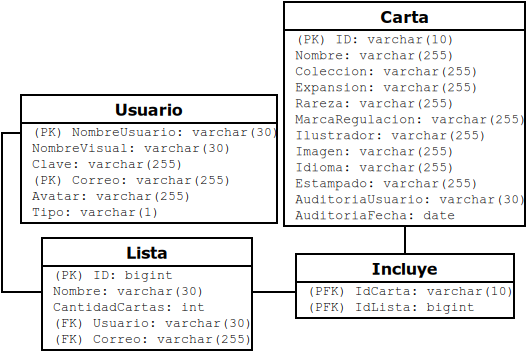 Carta
(PK) ID: varchar(10)
Nombre: varchar(255)
Coleccion: varchar(255)
Expansion: varchar(255)
Rareza: varchar(255)
MarcaRegulacion: varchar(255)
Ilustrador: varchar(255)
Imagen: varchar(255)
Idioma: varchar(255)
Estampado: varchar(255)
AuditoriaUsuario: varchar(30)
AuditoriaFecha: date
Usuario
(PK) NombreUsuario: varchar(30)
NombreVisual: varchar(30)
Clave: varchar(255)
(PK) Correo: varchar(255)
Avatar: varchar(255)
Tipo: varchar(1)
Lista
(PK) ID: bigint
Nombre: varchar(30)
CantidadCartas: int
(FK) Usuario: varchar(30)
(FK) Correo: varchar(255)
Incluye
(PFK) IdCarta: varchar(10)
(PFK) IdLista: bigint